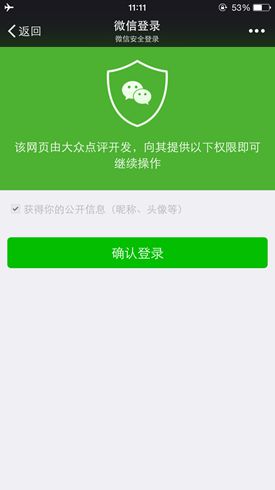 11:11
53%
返回
微信登录
微信安全登录
该网页由大众点评开发，向其提供以下权限即可
继续操作
获得你的公开信息（昵称、头像等）
确认登录